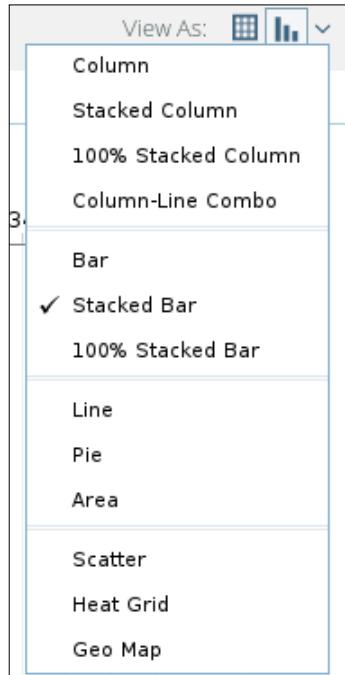 View As:
Column
Stacked Column
100% Stacked Column
Column-Line Combo
Bar
✓ Stacked Bar
100% Stacked Bar
Line
Pie
Area
Scatter
Heat Grid
Geo Map